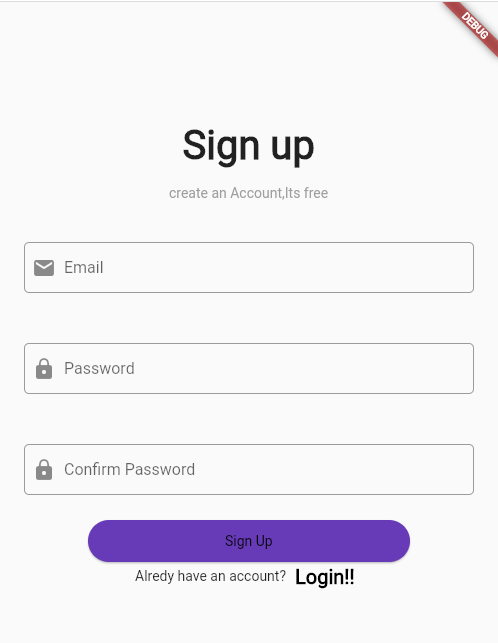 DEBUG
Sign up
create an Account,Its free
Email
Password
Confirm Password
Sign Up
Alredy have an account? Login!!